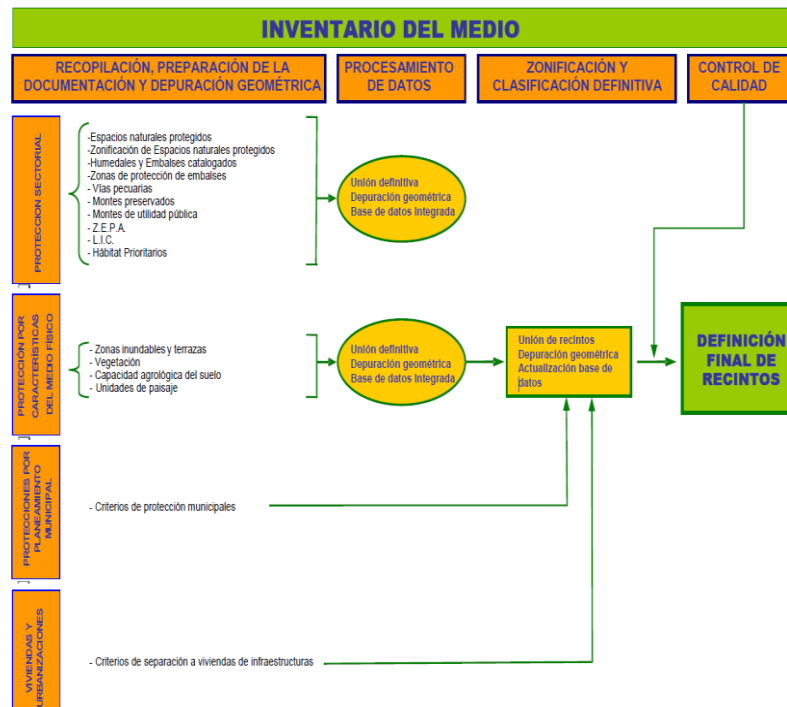 INVENTARIO DEL MEDIO
RECOPILACIÓN, PREPARACIÓN DE LA
DOCUMENTACIÓN Y DEPURACIÓN GEOMÉTRICA
PROCESAMIENTO
DE DATOS
ZONIFICACIÓN Y
CLASIFICACIÓN DEFINITIVA
CONTROL DE
CALIDAD
PROTECCION SECTORIAL
-Espacios naturales protegidos
-Zonificación de Espacios naturales protegidos
-Humedales y Embalses catalogados
-Zonas de protección de embalses
- Vías pecuarias
- Montes preservados
- Montes de utilidad pública
- Z.E.P.A.
- L.I.C.
- Hábitat Prioritarios
Unión definitiva
Depuración geométrica
Base de datos integrada
PROTECCIÓN POR
CARACTERÍSTICAS
DEL MEDIO FÍSICO
- Zonas inundables y terrazas
- Vegetación
- Capacidad agrológica del suelo
- Unidades de paisaje
Unión definitiva
Depuración geométrica
Base de datos integrada
Unión de recintos
Depuración geométrica
Actualización base de
datos
DEFINICIÓN
FINAL DE
RECINTOS
PROTECCIONES POR
PLANEAMIENTO
MUNICIPAL
- Criterios de protección municipales
VIVIENDAS Y
URBANIZACIONES
- Criterios de separación a viviendas de infraestructuras